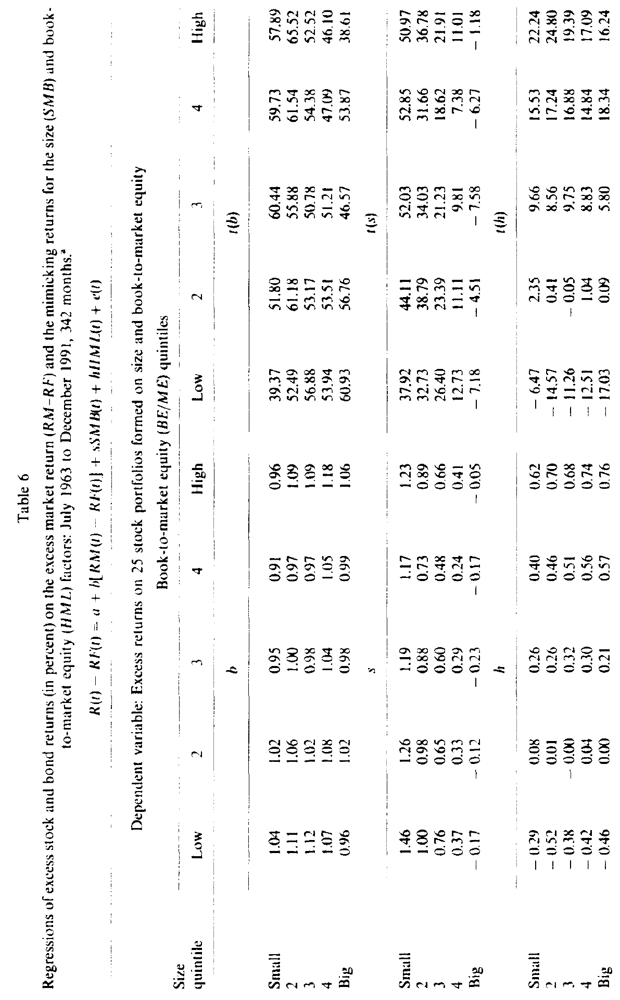 Table 6
Regressions of excess stock and bond returns (in percent) on the excess market return (RM–RF) and the mimicking returns for the size (SMB) and book-
to-market equity (HML) factors: July 1963 to December 1991, 342 months.ᵃ
R(t) − RF(t) = a + b[RM(t) − RF(t)] + sSMB(t) + hHML(t) + e(t)
Dependent variable: Excess returns on 25 stock portfolios formed on size and book-to-market equity
Book-to-market equity (BE/ME) quintiles
Size
quintile Low 2 3 4 High Low 2 3 4 High
b t(b)
Small 1.04 1.02 0.95 0.91 0.96 39.37 51.80 60.44 59.73 57.89
2 1.11 1.06 1.00 0.97 1.09 52.49 61.18 55.88 61.54 65.52
3 1.12 1.02 0.98 0.97 1.09 56.88 53.17 50.78 54.38 52.52
4 1.07 1.08 1.04 1.05 1.18 53.94 53.51 51.21 47.09 46.10
Big 0.96 1.02 0.98 0.99 1.06 60.93 56.76 46.57 53.87 38.61
s t(s)
Small 1.46 1.26 1.19 1.17 1.23 37.92 44.11 52.03 52.85 50.97
2 1.00 0.98 0.88 0.73 0.89 32.73 38.79 34.03 31.66 36.78
3 0.76 0.65 0.60 0.48 0.66 26.40 23.39 21.23 18.62 21.91
4 0.37 0.33 0.29 0.24 0.41 12.73 11.11 9.81 7.38 11.01
Big − 0.17 − 0.12 − 0.23 − 0.17 − 0.05 − 7.18 − 4.51 − 7.58 − 6.27 − 1.18
h t(h)
Small − 0.29 0.08 0.26 0.40 0.62 − 6.47 2.35 9.66 15.53 22.24
2 − 0.52 0.01 0.26 0.46 0.70 − 14.57 0.41 8.56 17.24 24.80
3 − 0.38 − 0.00 0.32 0.51 0.68 − 11.26 − 0.05 9.75 16.88 19.39
4 − 0.42 0.04 0.30 0.56 0.74 − 12.51 1.04 8.83 14.84 17.09
Big − 0.46 0.00 0.21 0.57 0.76 − 17.03 0.09 5.80 18.34 16.24